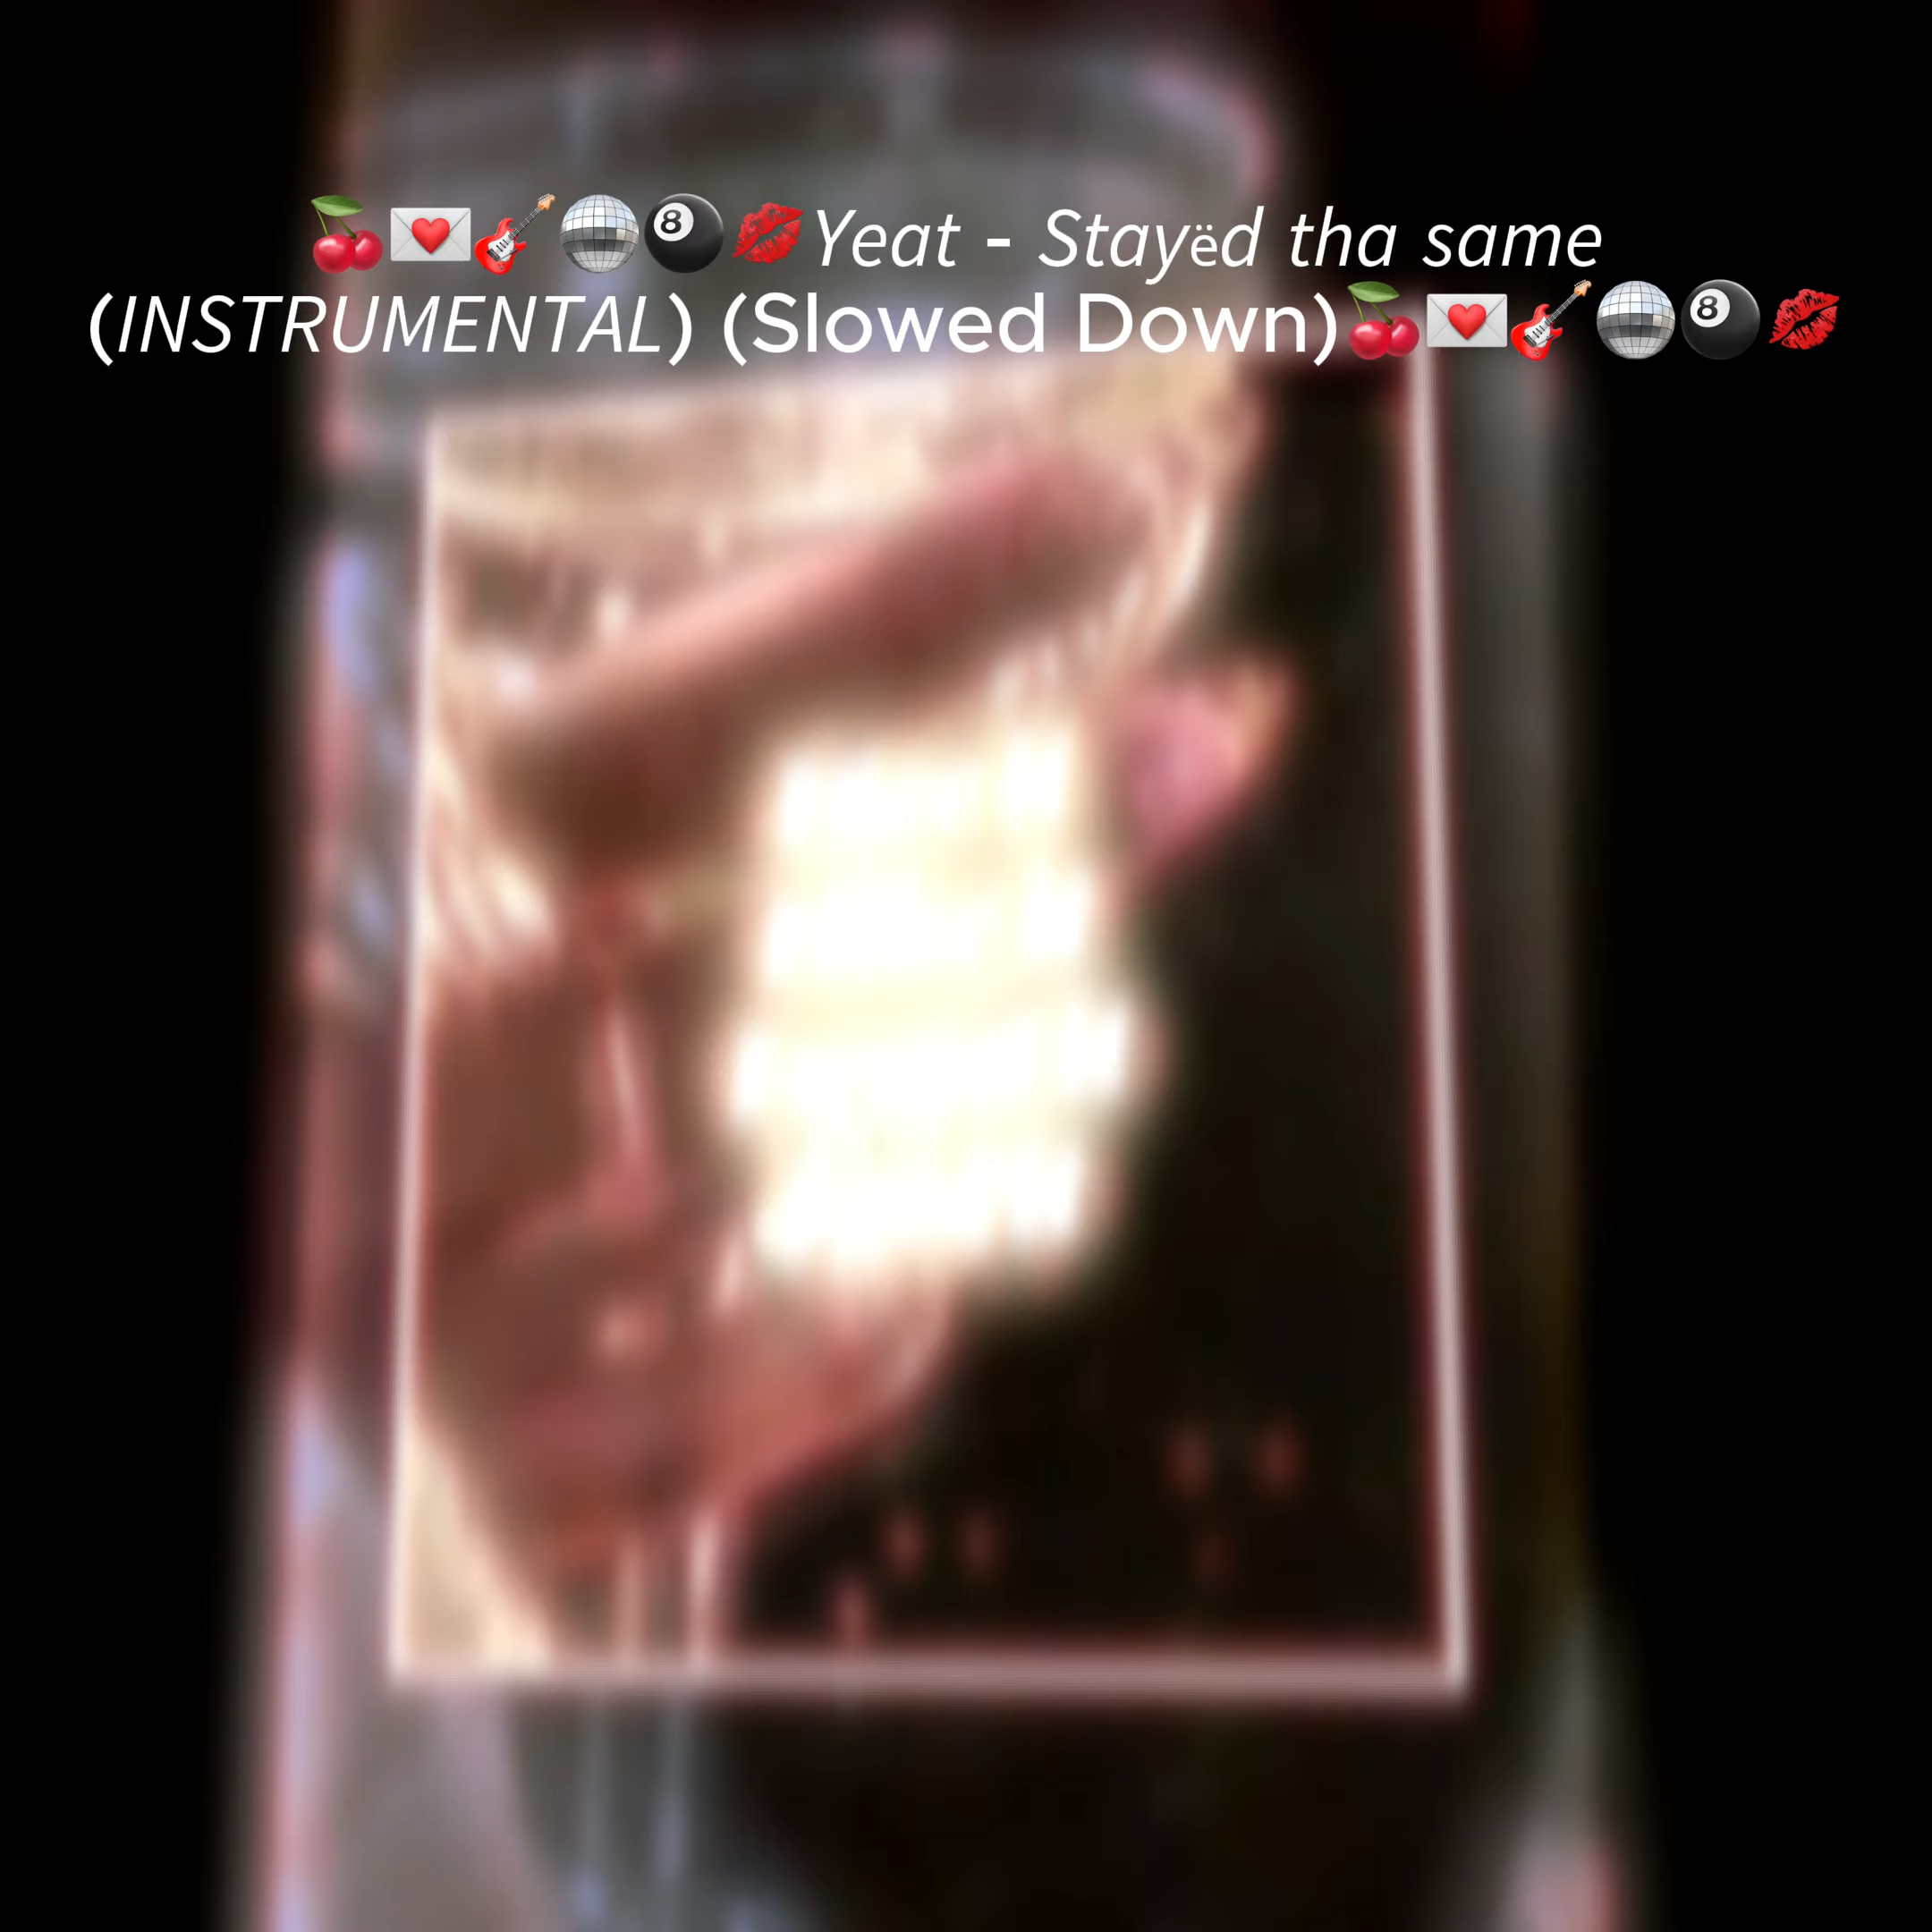 🍒💌🎸🪩🎱💋Yeat - Stayëd tha same
(INSTRUMENTAL) (Slowed Down)🍒💌🎸🪩🎱💋